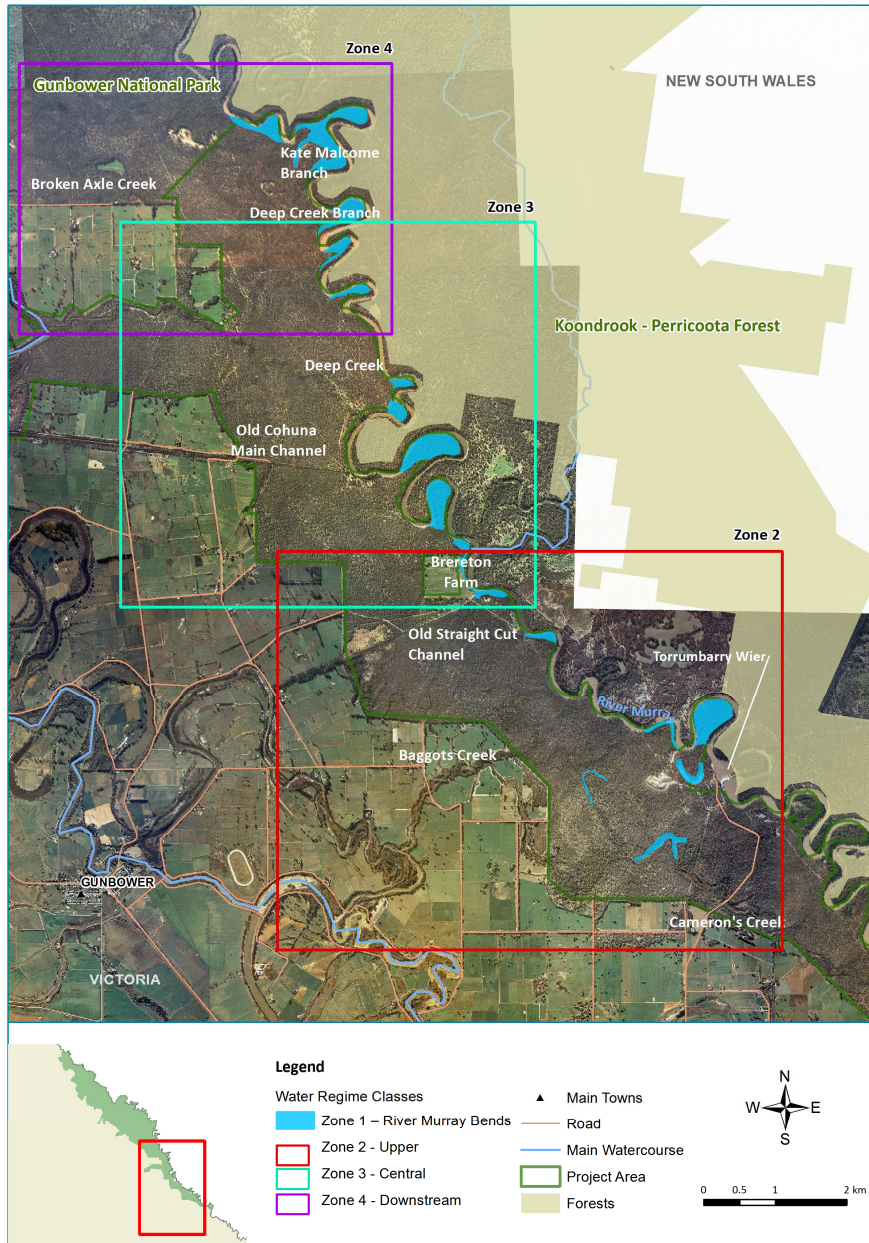 Zone 4
Gunbower National Park
NEW SOUTH WALES
Kate Malcome
Branch
Broken Axle Creek
Deep Creek Branch
Zone 3
Koondrook - Perricoota Forest
Deep Creek
Old Cohuna
Main Channel
Zone 2
Brereton
Farm
Old Straight Cut
Channel
Torrumbarry Wier
River Murray
Baggots Creek
GUNBOWER
Cameron's Creek
VICTORIA
Legend
Water Regime Classes
Zone 1 – River Murray Bends
Zone 2 - Upper
Zone 3 - Central
Zone 4 - Downstream
Main Towns
Road
Main Watercourse
Project Area
Forests
N
W E
S
0 0.5 1 2 km